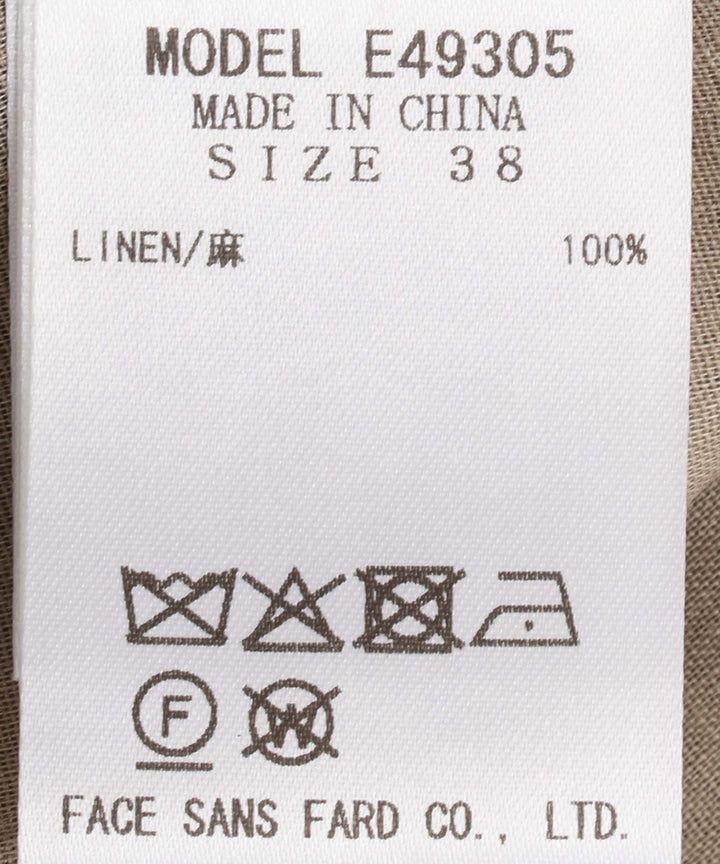 MODEL E49305
MADE IN CHINA
SIZE 38
LINEN/麻 100%
F W
FACE SANS FARD CO., LTD.